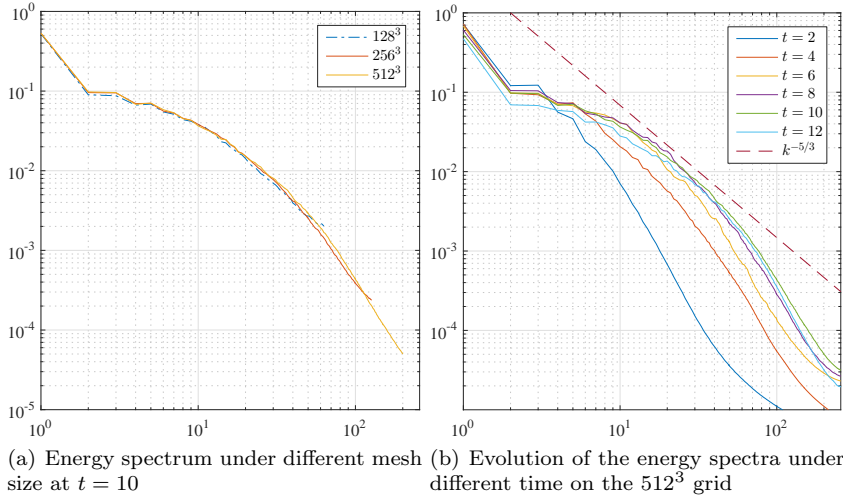 10^0
10^-1
10^-2
10^-3
10^-4
10^-5
10^0
10^1
10^2
128^3
256^3
512^3
(a) Energy spectrum under different mesh
size at t = 10
10^0
10^-1
10^-2
10^-3
10^-4
10^0
10^1
10^2
t = 2
t = 4
t = 6
t = 8
t = 10
t = 12
k^-5/3
(b) Evolution of the energy spectra under
different time on the 512^3 grid